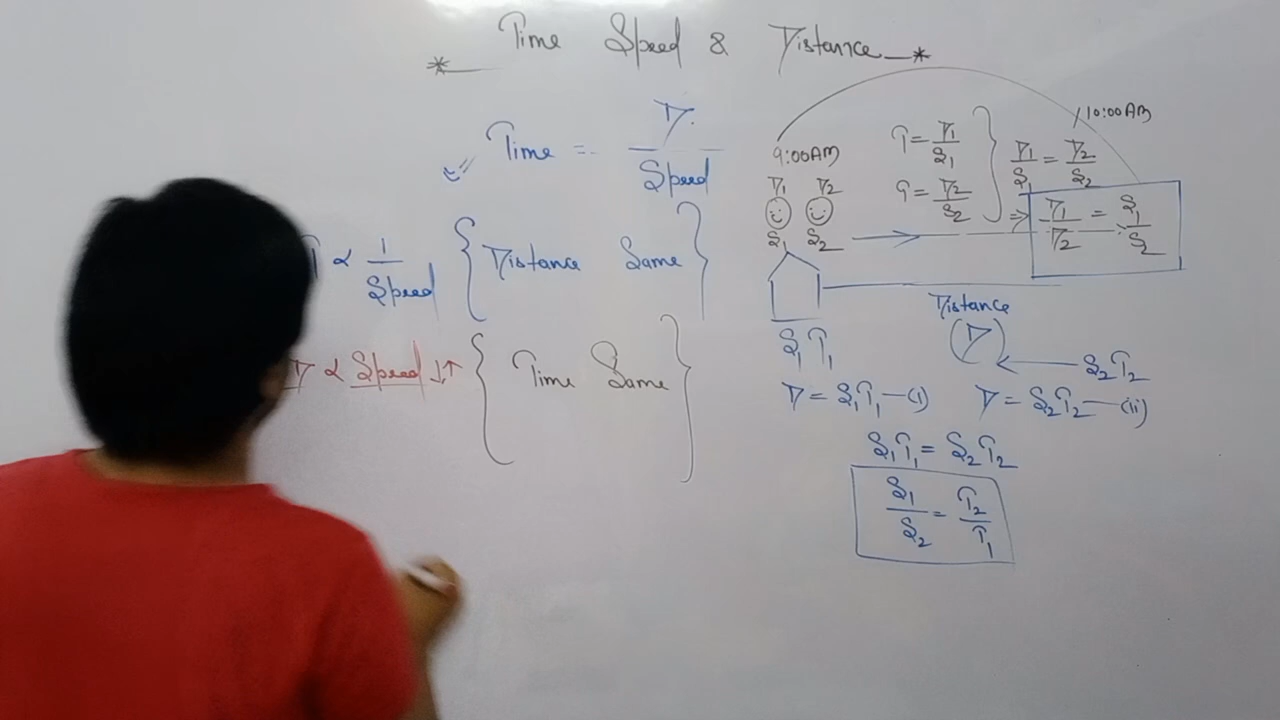 * Time Speed & Distance *
Time = D / Speed
T ∝ 1 / Speed { Distance Same }
D ∝ Speed ↓↑ { Time Same }
9:00AM
10:00AM
D1 D2
S1 S2
T = D1 / S1
T = D2 / S2
D1 / S1 = D2 / S2
⇒ D1 / D2 = S1 / S2
Distance
(D)
S1T1
S2T2
D = S1T1 —(i)
D = S2T2 —(ii)
S1T1 = S2T2
S1 / S2 = T2 / T1